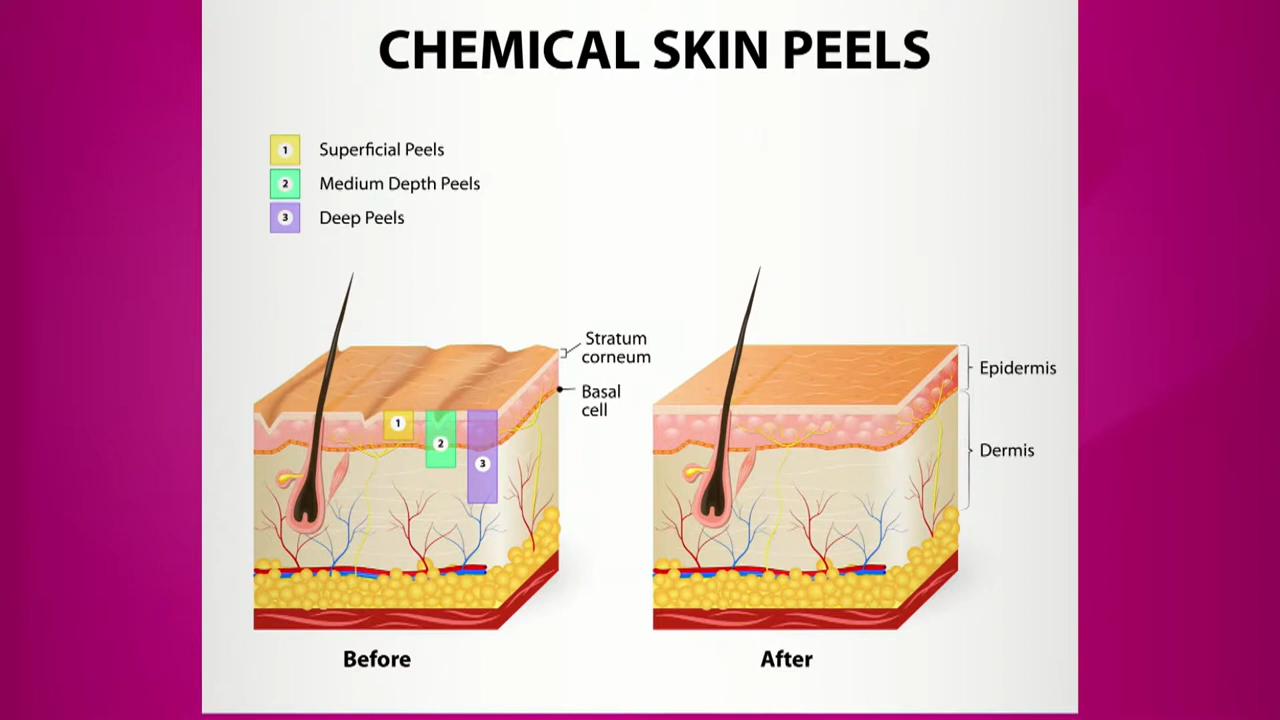 CHEMICAL SKIN PEELS
1 Superficial Peels
2 Medium Depth Peels
3 Deep Peels
Stratum
corneum
Basal
cell
1
2
3
Epidermis
Dermis
Before
After